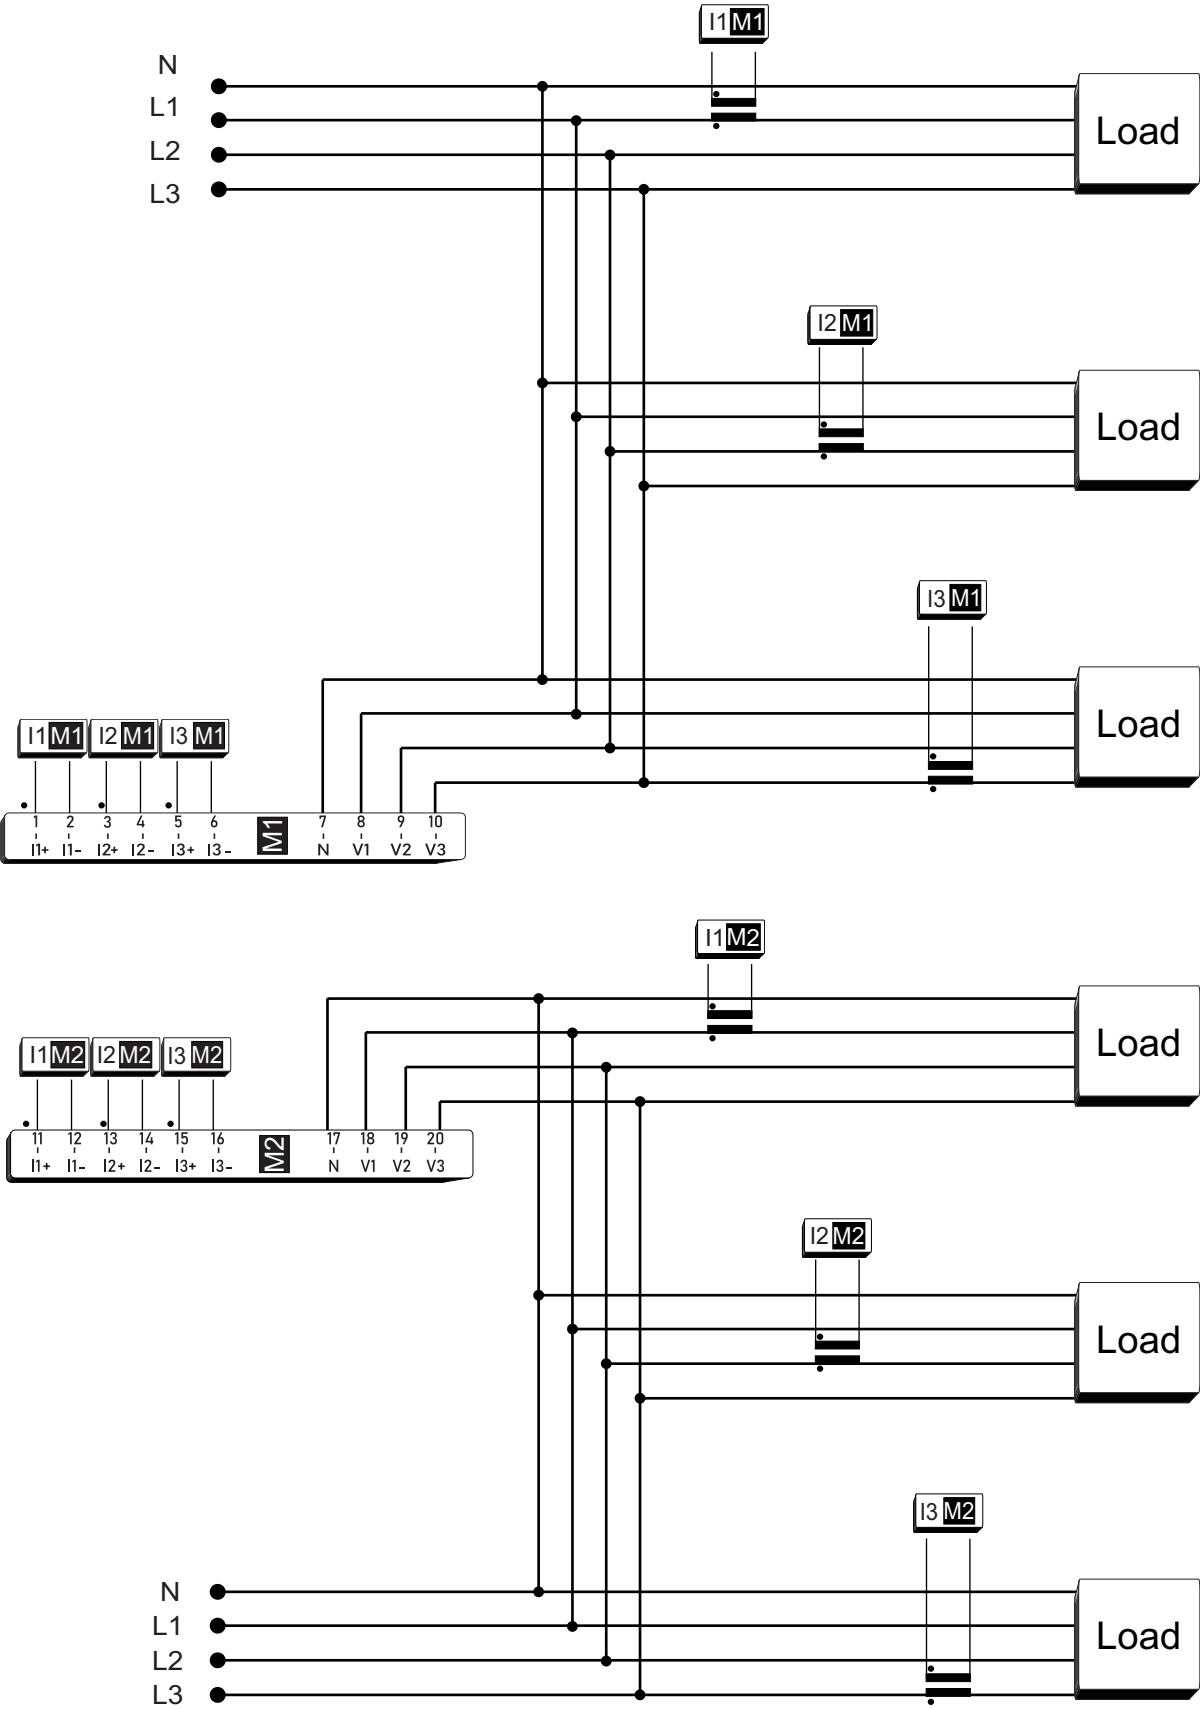 I1 M1
N
L1
L2
L3
Load
I2 M1
Load
I3 M1
Load
I1 M1 I2 M1 I3 M1
1 2 3 4 5 6 M1 7 8 9 10
I1+ I1- I2+ I2- I3+ I3- N V1 V2 V3
I1 M2
Load
I1 M2 I2 M2 I3 M2
11 12 13 14 15 16 M2 17 18 19 20
I1+ I1- I2+ I2- I3+ I3- N V1 V2 V3
I2 M2
Load
I3 M2
N
L1
L2
L3
Load